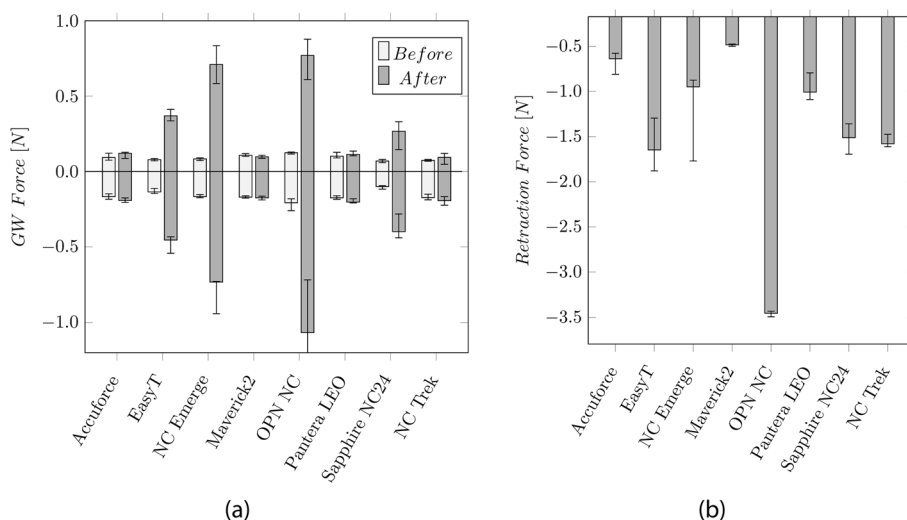 1.0
0.5
0.0
−0.5
−1.0
GW Force [N]
Before
After
Accuforce
EasyT
NC Emerge
Maverick2
OPN NC
Pantera LEO
Sapphire NC24
NC Trek
(a)
−0.5
−1.0
−1.5
−2.0
−2.5
−3.0
−3.5
Retraction Force [N]
Accuforce
EasyT
NC Emerge
Maverick2
OPN NC
Pantera LEO
Sapphire NC24
NC Trek
(b)